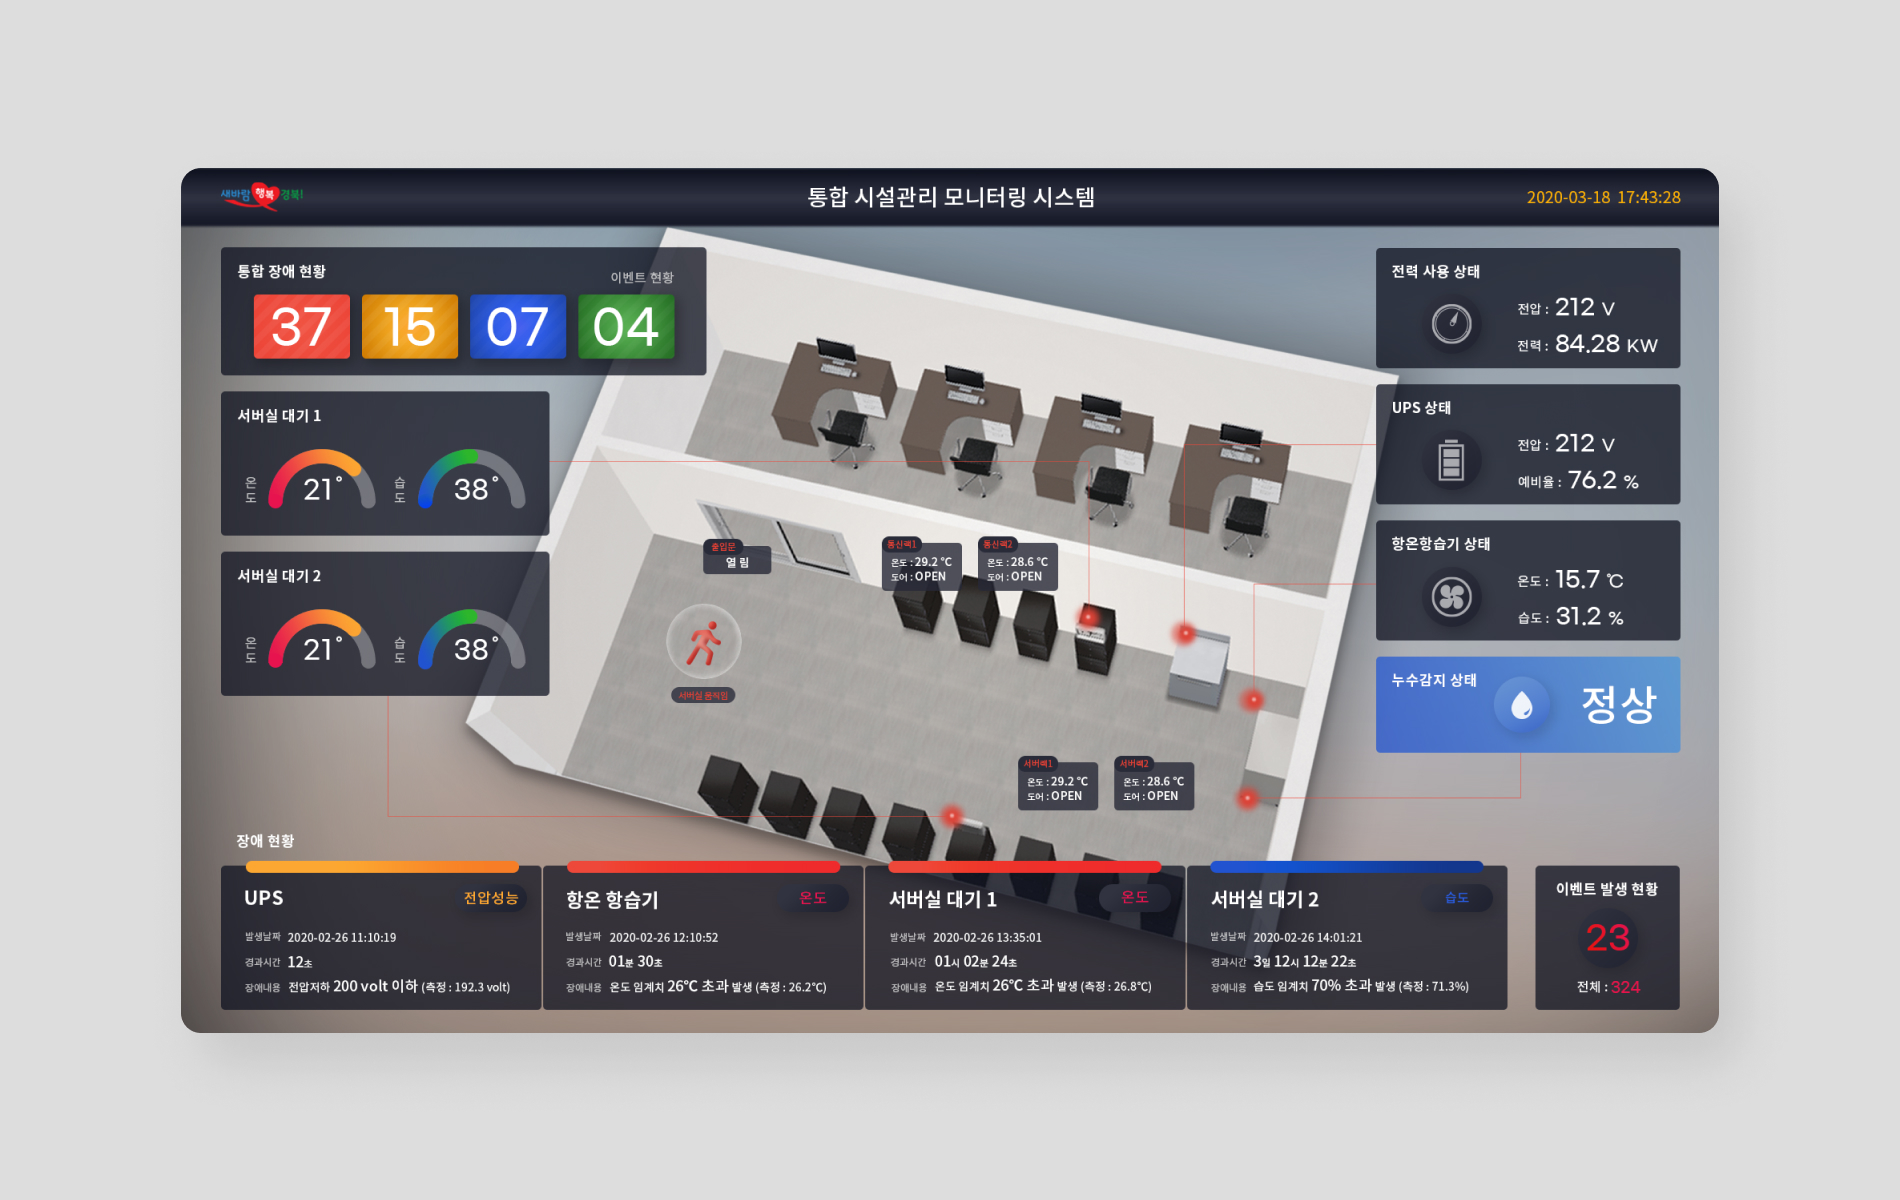 새바람 행복 경북!
통합 시설관리 모니터링 시스템
2020-03-18 17:43:28
통합 장애 현황
이벤트 현황
37 15 07 04
서버실 대기 1
온도 21° 습도 38°
서버실 대기 2
온도 21° 습도 38°
전력 사용 상태
전압 : 212 V
전력 : 84.28 KW
UPS 상태
전압 : 212 V
예비율 : 76.2 %
항온항습기 상태
온도 : 15.7 ℃
습도 : 31.2 %
누수감지 상태
정상
출입문
열 림
통신랙1
온도 : 29.2 ℃
도어 : OPEN
통신랙2
온도 : 28.6 ℃
도어 : OPEN
서버실 움직임
서버랙1
온도 : 29.2 ℃
도어 : OPEN
서버랙2
온도 : 28.6 ℃
도어 : OPEN
장애 현황
UPS 전압성능
발생날짜 2020-02-26 11:10:19
경과시간 12초
장애내용 전압저하 200 volt 이하 (측정 : 192.3 volt)
항온 항습기 온도
발생날짜 2020-02-26 12:10:52
경과시간 01분 30초
장애내용 온도 임계치 26℃ 초과 발생 (측정 : 26.2℃)
서버실 대기 1 온도
발생날짜 2020-02-26 13:35:01
경과시간 01시 02분 24초
장애내용 온도 임계치 26℃ 초과 발생 (측정 : 26.8℃)
서버실 대기 2 습도
발생날짜 2020-02-26 14:01:21
경과시간 3일 12시 12분 22초
장애내용 습도 임계치 70% 초과 발생 (측정 : 71.3%)
이벤트 발생 현황
23
전체 : 324